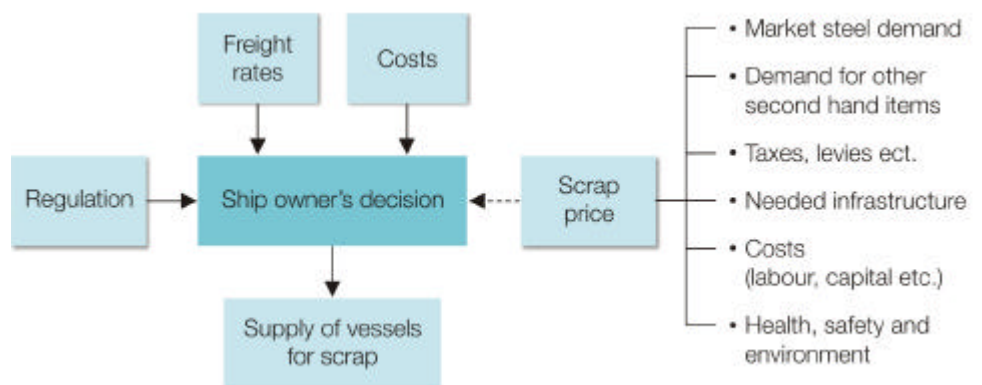 Freight
rates
Costs
Regulation
Ship owner's decision
Scrap
price
Supply of vessels
for scrap
• Market steel demand
• Demand for other
second hand items
• Taxes, levies ect.
• Needed infrastructure
• Costs
(labour, capital etc.)
• Health, safety and
environment